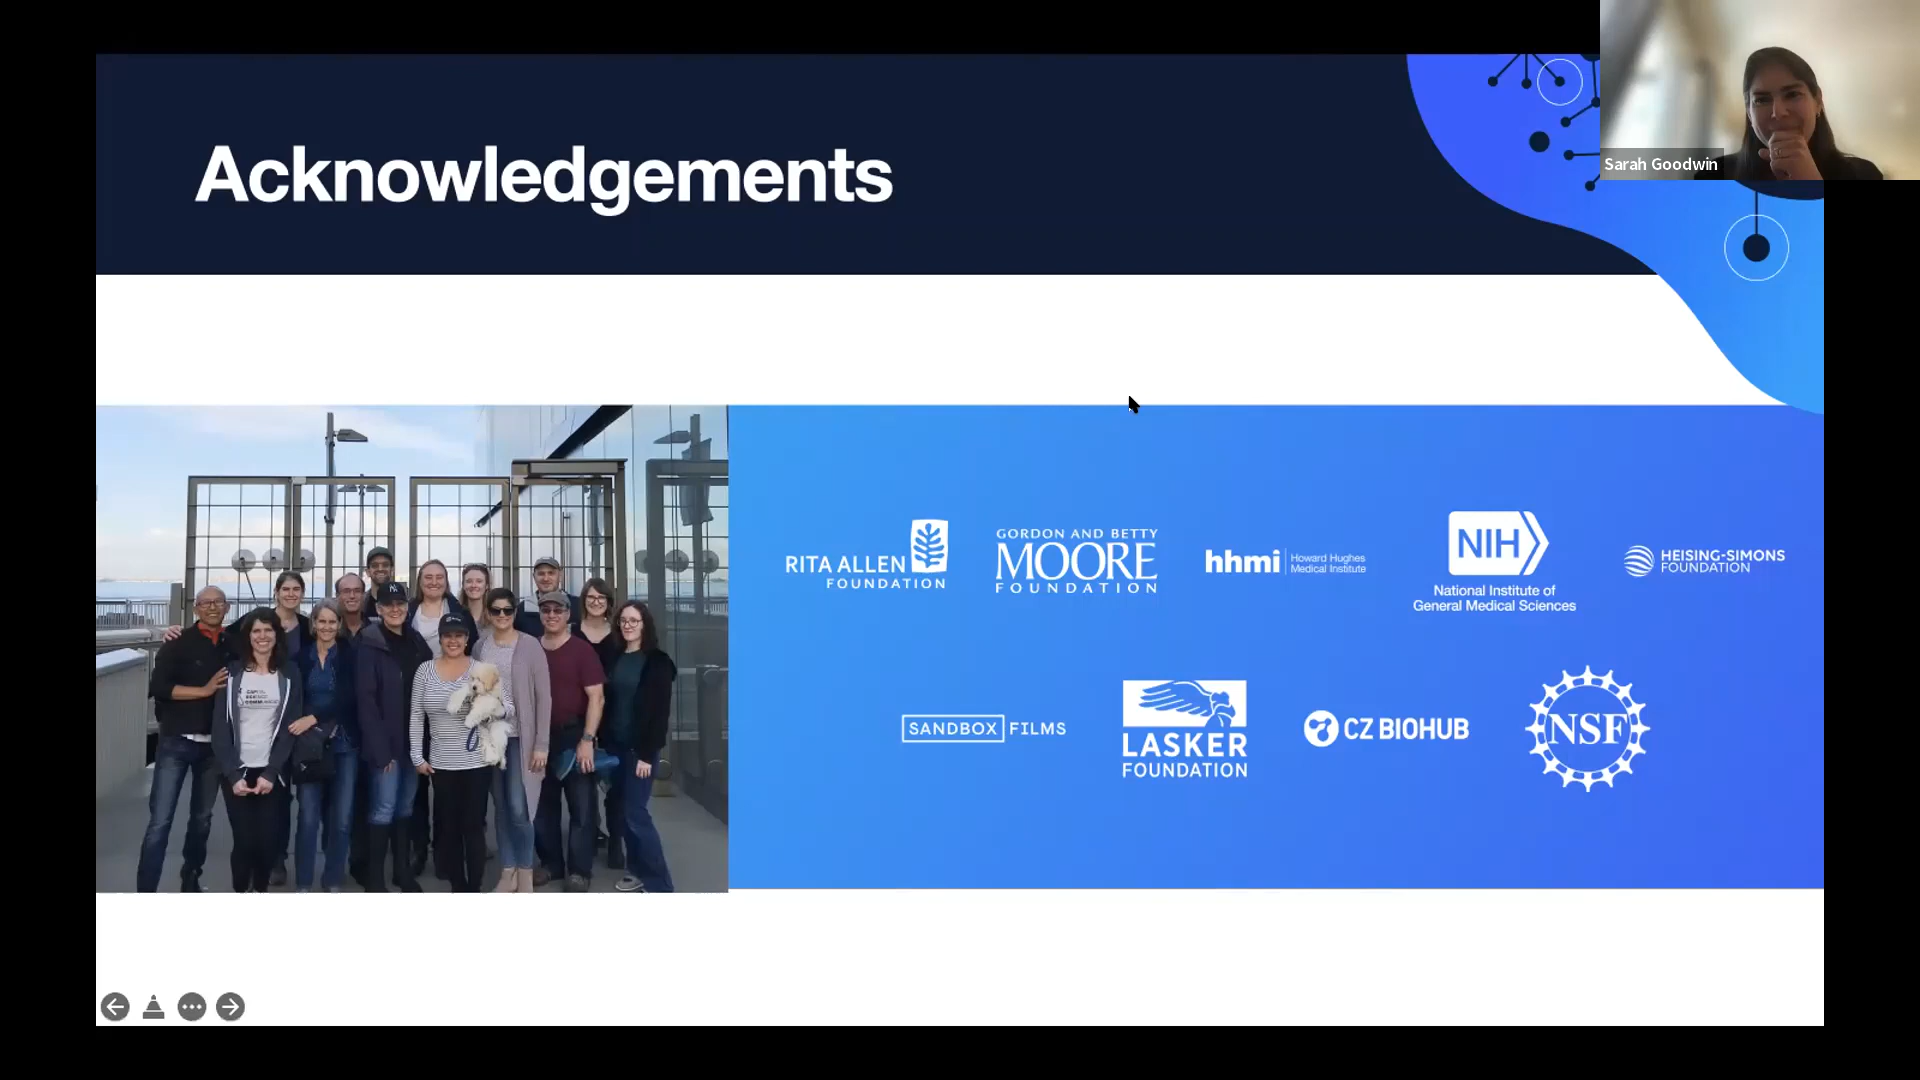 Acknowledgements
Sarah Goodwin
RITA ALLEN
FOUNDATION
GORDON AND BETTY
MOORE
FOUNDATION
hhmi
Howard Hughes
Medical Institute
NIH
National Institute of
General Medical Sciences
HEISING-SIMONS
FOUNDATION
SANDBOX FILMS
LASKER
FOUNDATION
CZ BIOHUB
NSF